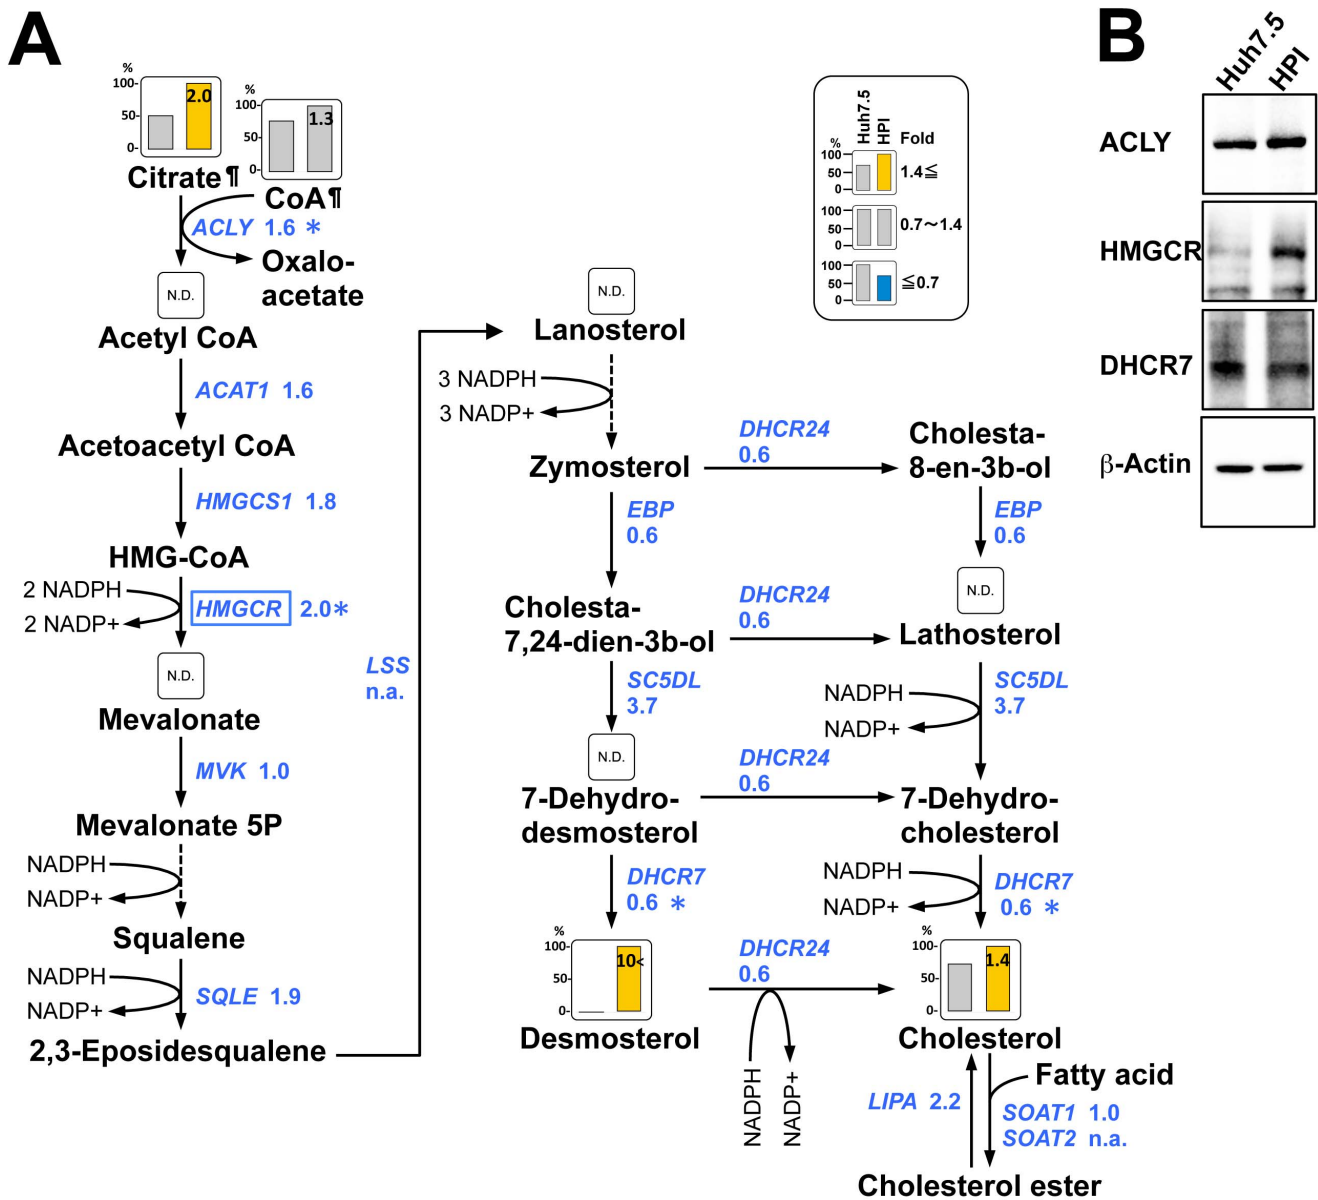 A
%
100-
50-
0-
2.0
Citrate¶
%
100-
50-
0-
1.3
CoA¶
ACLY 1.6 *
Oxalo-
acetate
N.D.
Acetyl CoA
ACAT1 1.6
Acetoacetyl CoA
HMGCS1 1.8
HMG-CoA
2 NADPH
2 NADP+
HMGCR 2.0*
N.D.
Mevalonate
MVK 1.0
Mevalonate 5P
NADPH
NADP+
Squalene
NADPH
NADP+
SQLE 1.9
2,3-Eposidesqualene
LSS
n.a.
N.D.
Lanosterol
3 NADPH
3 NADP+
Zymosterol
DHCR24
0.6
Cholesta-
8-en-3b-ol
EBP
0.6
EBP
0.6
Cholesta-
7,24-dien-3b-ol
DHCR24
0.6
N.D.
Lathosterol
SC5DL
3.7
NADPH
NADP+
SC5DL
3.7
N.D.
7-Dehydro-
desmosterol
DHCR24
0.6
7-Dehydro-
cholesterol
DHCR7
0.6 *
NADPH
NADP+
DHCR7
0.6 *
%
100-
50-
0-
10<
Desmosterol
DHCR24
0.6
NADPH
NADP+
%
100-
50-
0-
1.4
Cholesterol
Fatty acid
LIPA 2.2
SOAT1 1.0
SOAT2 n.a.
Cholesterol ester
Huh7.5
HPI
Fold
%
100
50
0
1.4≦
100
50
0
0.7～1.4
100
50
0
≦0.7
B
Huh7.5
HPI
ACLY
HMGCR
DHCR7
β-Actin